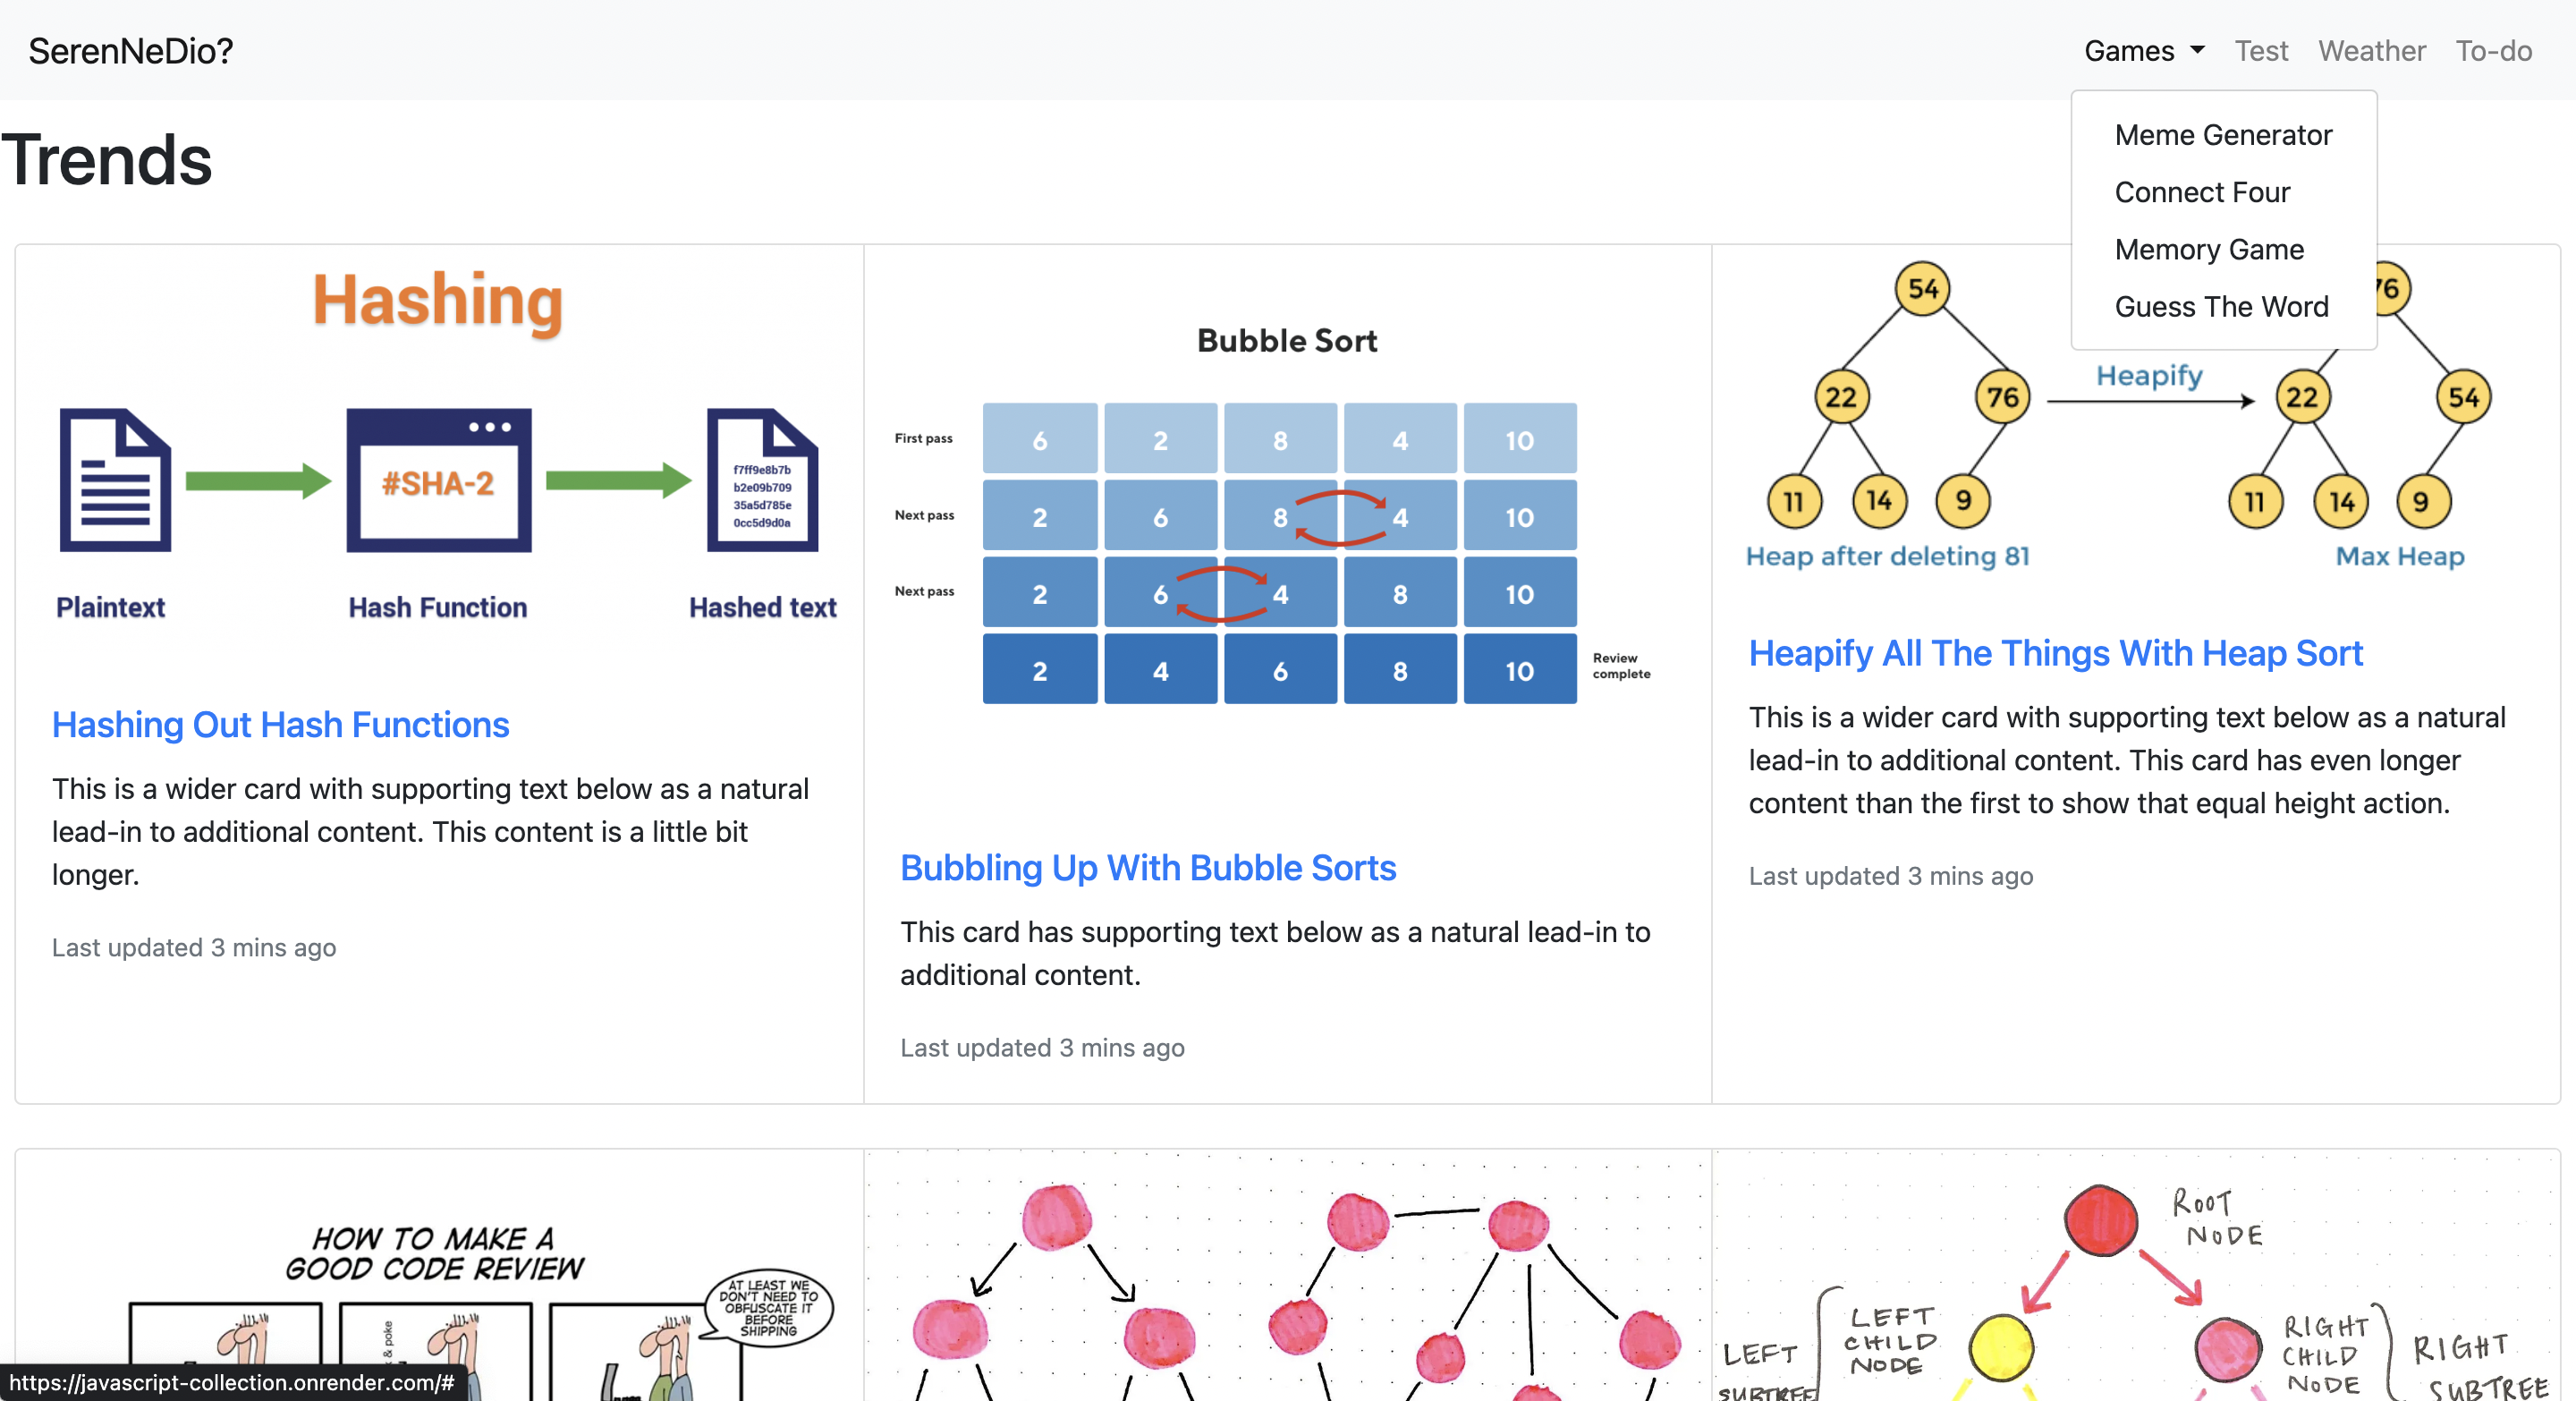 SerenNeDio?
Games Test Weather To-do
Meme Generator
Connect Four
Memory Game
Guess The Word
Trends
Hashing
#SHA-2
f7ff9e8b7b
b2e09b709
35a5d785e
0cc5d9d0a
Plaintext
Hash Function
Hashed text
Hashing Out Hash Functions
This is a wider card with supporting text below as a natural
lead-in to additional content. This content is a little bit
longer.
Last updated 3 mins ago
Bubble Sort
First pass 6 2 8 4 10
Next pass 2 6 8 4 10
Next pass 2 6 4 8 10
2 4 6 8 10
Review
complete
Bubbling Up With Bubble Sorts
This card has supporting text below as a natural lead-in to
additional content.
Last updated 3 mins ago
54
22 76
11 14 9
Heap after deleting 81
Heapify
76
22 54
11 14 9
Max Heap
Heapify All The Things With Heap Sort
This is a wider card with supporting text below as a natural
lead-in to additional content. This card has even longer
content than the first to show that equal height action.
Last updated 3 mins ago
HOW TO MAKE A
GOOD CODE REVIEW
AT LEAST WE
DON'T NEED TO
OBFUSCATE IT
BEFORE
SHIPPING
& poke
ROOT
NODE
LEFT
CHILD
NODE
LEFT
SUBTREE
RIGHT
CHILD
NODE
RIGHT
SUBTREE
https://javascript-collection.onrender.com/#